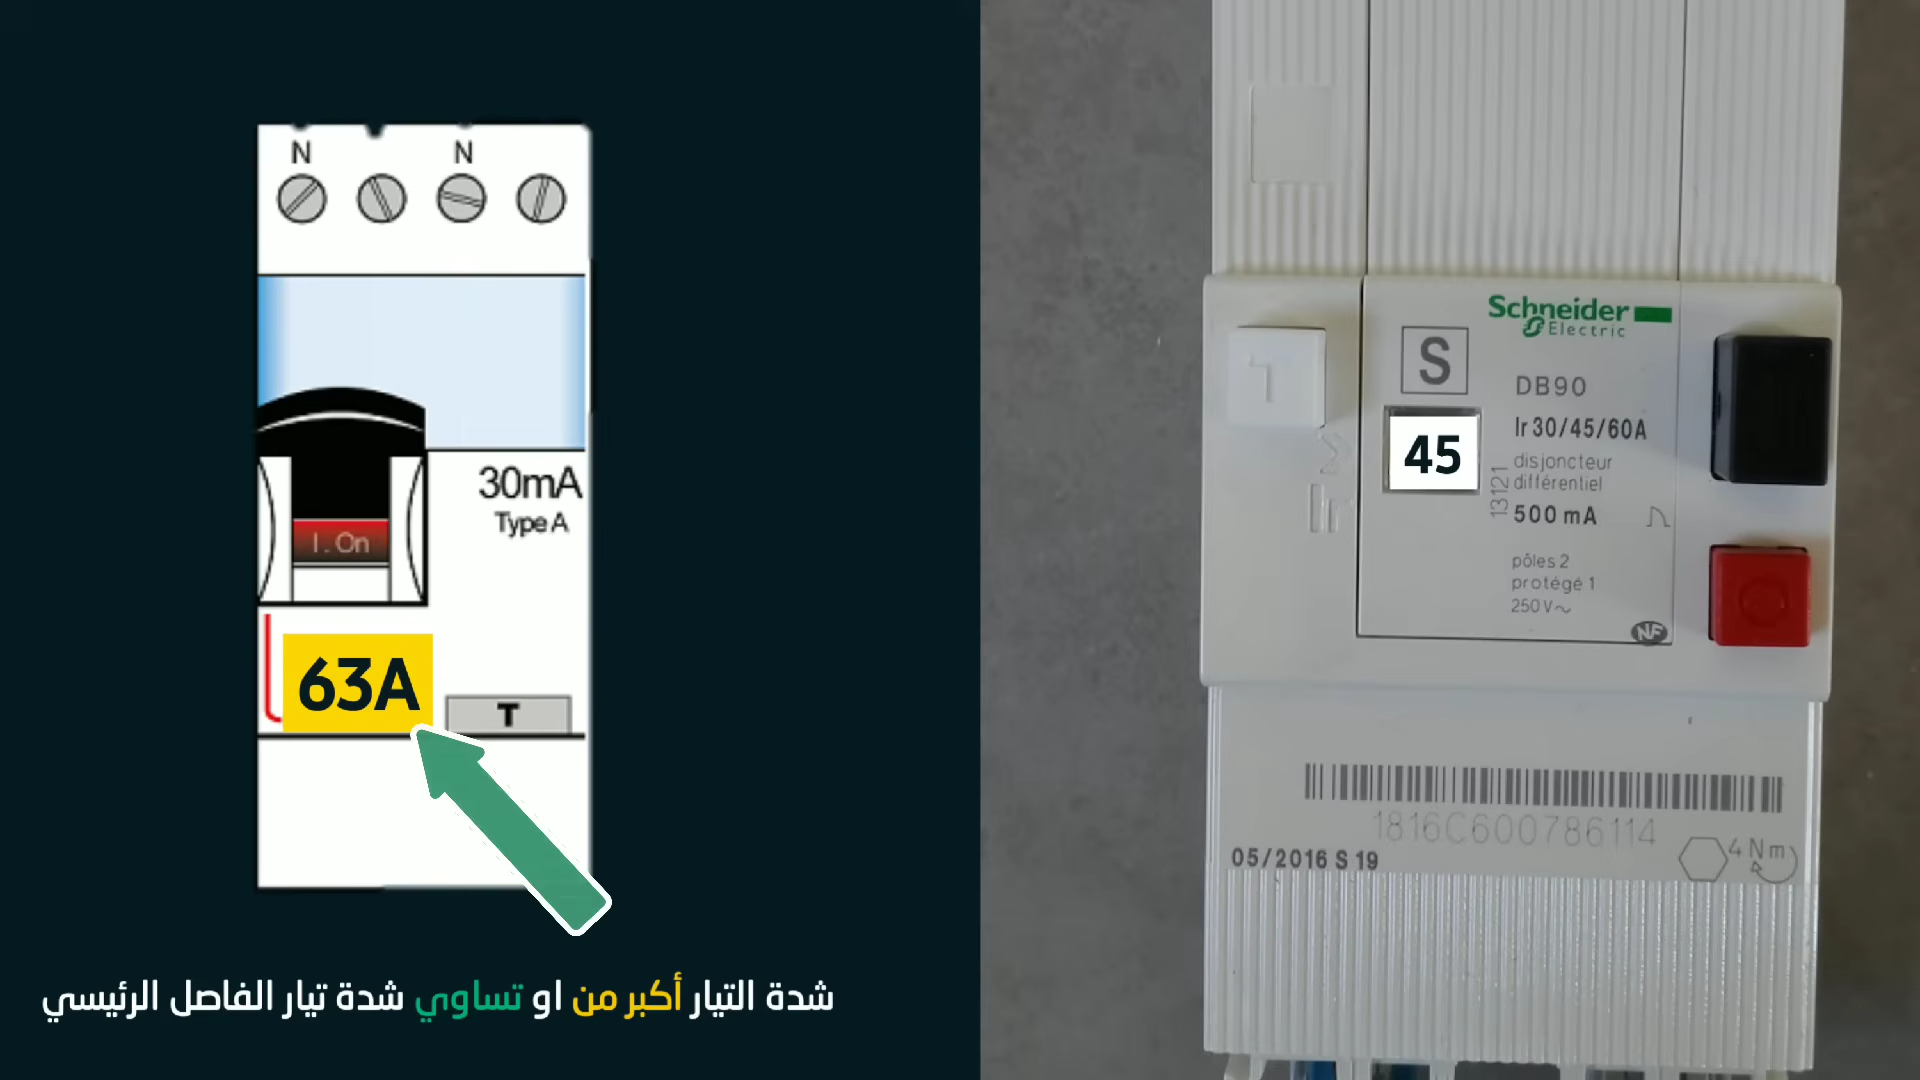 N N
30mA
Type A
I.On
63A
T
شدة التيار أكبر من او تساوي شدة تيار الفاصل الرئيسي
Schneider
Electric
S
DB90
Ir 30/45/60A
45
disjoncteur
différentiel
13121
500 mA
pôles 2
protégé 1
250V~
NF
T
Ir
1816C600786114
05/2016 S 19
4 Nm